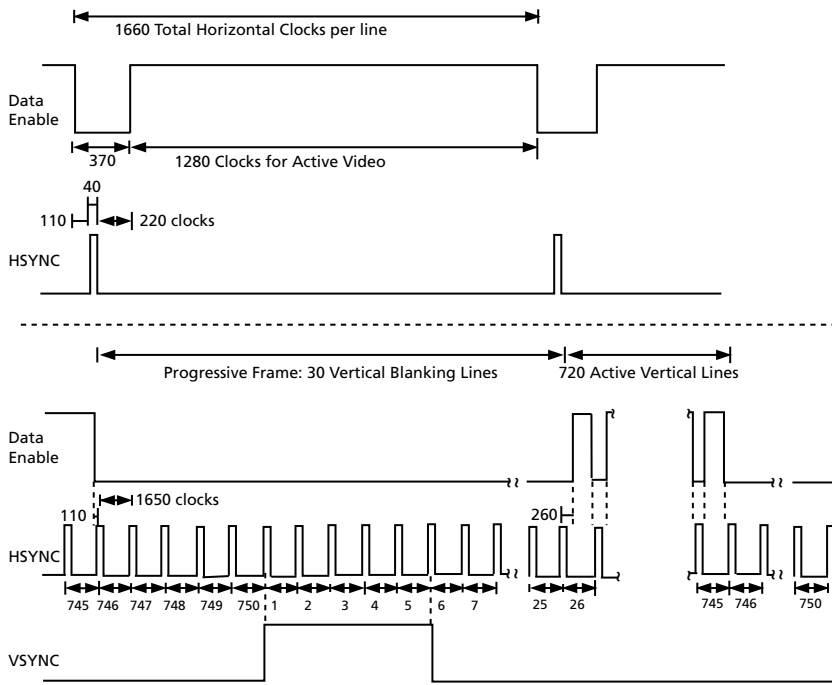 1660 Total Horizontal Clocks per line
Data
Enable
370
1280 Clocks for Active Video
40
110
220 clocks
HSYNC
Progressive Frame: 30 Vertical Blanking Lines
720 Active Vertical Lines
Data
Enable
1650 clocks
110
260
HSYNC
745 746 747 748 749 750 1 2 3 4 5 6 7 25 26 745 746 750
VSYNC